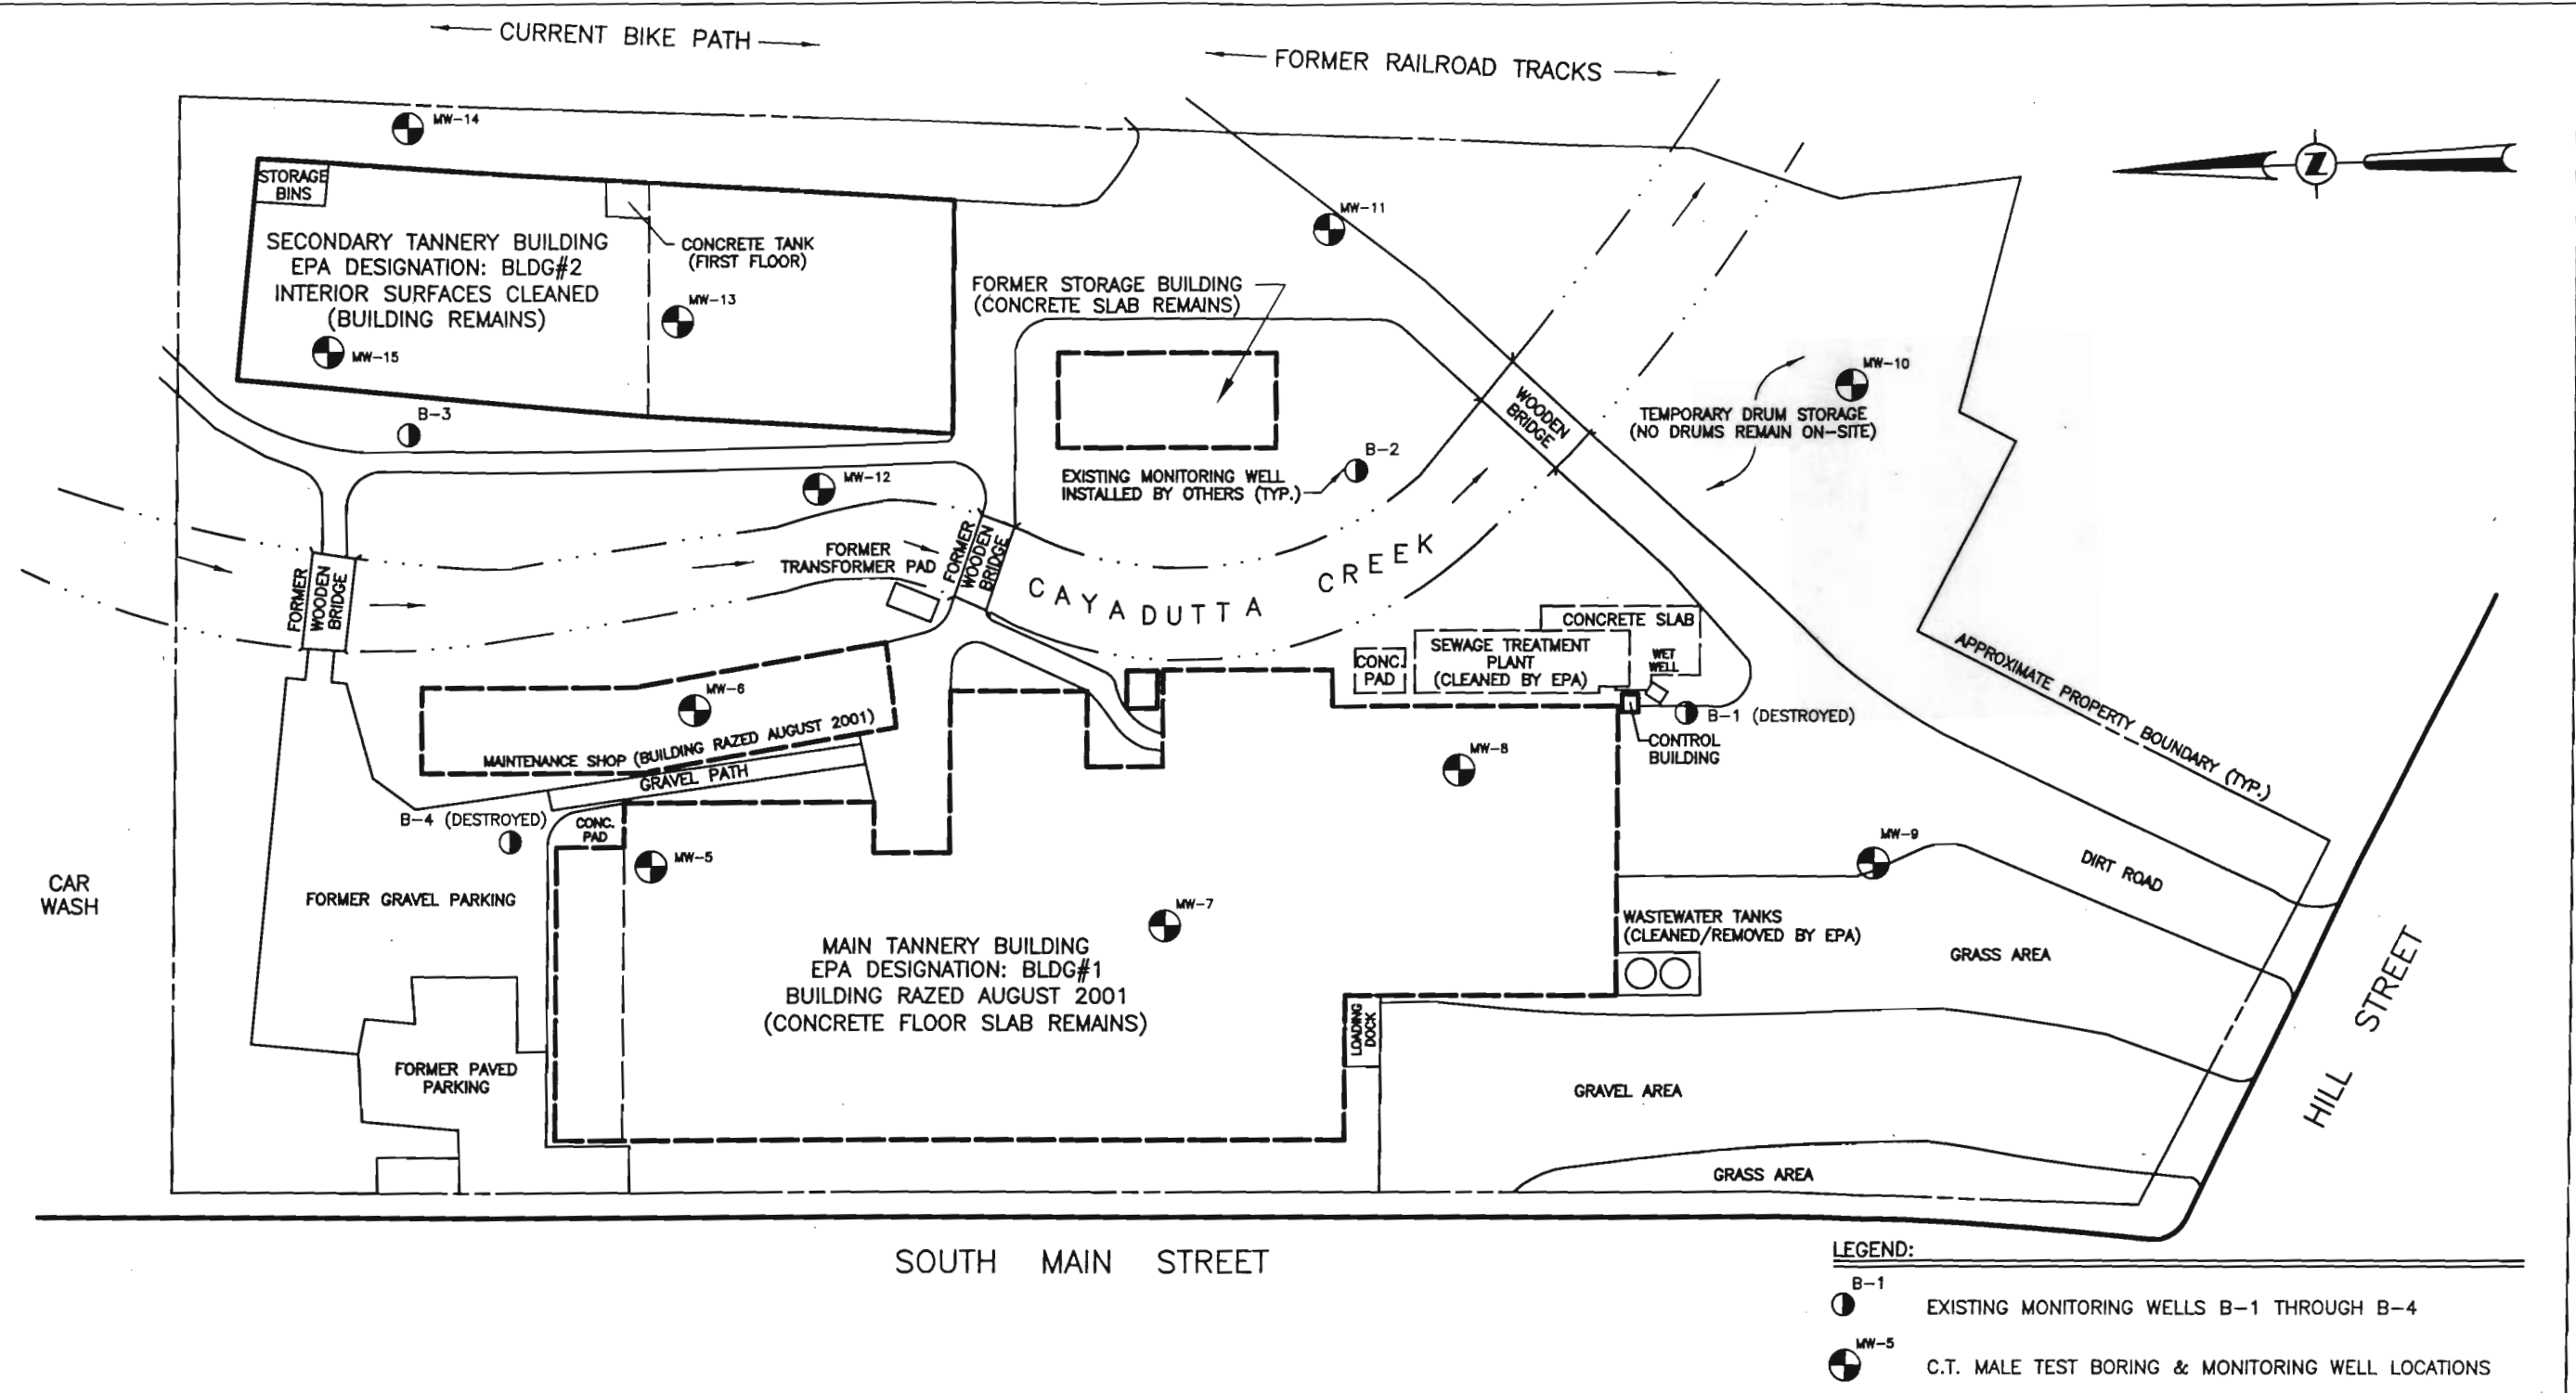 CURRENT BIKE PATH
FORMER RAILROAD TRACKS
MW-14
STORAGE
BINS
SECONDARY TANNERY BUILDING
EPA DESIGNATION: BLDG#2
INTERIOR SURFACES CLEANED
(BUILDING REMAINS)
CONCRETE TANK
(FIRST FLOOR)
MW-13
MW-15
B-3
MW-11
Z
FORMER STORAGE BUILDING
(CONCRETE SLAB REMAINS)
MW-10
WOODEN
BRIDGE
TEMPORARY DRUM STORAGE
(NO DRUMS REMAIN ON-SITE)
B-2
EXISTING MONITORING WELL
INSTALLED BY OTHERS (TYP.)
MW-12
FORMER
TRANSFORMER PAD
FORMER
WOODEN
BRIDGE
FORMER
WOODEN
BRIDGE
CAYADUTTA CREEK
CONCRETE SLAB
SEWAGE TREATMENT
PLANT
(CLEANED BY EPA)
CONC.
PAD
WET
WELL
B-1 (DESTROYED)
CONTROL
BUILDING
APPROXIMATE PROPERTY BOUNDARY (TYP.)
MW-6
MAINTENANCE SHOP (BUILDING RAZED AUGUST 2001)
GRAVEL PATH
MW-8
B-4 (DESTROYED)
CONC.
PAD
MW-5
MW-9
DIRT ROAD
CAR
WASH
FORMER GRAVEL PARKING
MW-7
WASTEWATER TANKS
(CLEANED/REMOVED BY EPA)
GRASS AREA
MAIN TANNERY BUILDING
EPA DESIGNATION: BLDG#1
BUILDING RAZED AUGUST 2001
(CONCRETE FLOOR SLAB REMAINS)
LOADING
DOCK
FORMER PAVED
PARKING
GRAVEL AREA
HILL STREET
GRASS AREA
SOUTH MAIN STREET
LEGEND:
B-1
EXISTING MONITORING WELLS B-1 THROUGH B-4
MW-5
C.T. MALE TEST BORING & MONITORING WELL LOCATIONS